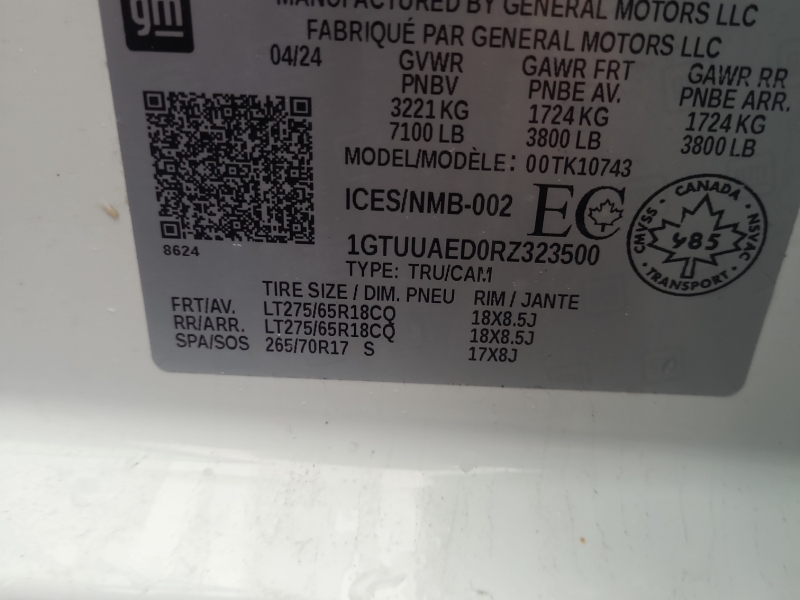 gm
MANUFACTURED BY GENERAL MOTORS LLC
FABRIQUÉ PAR GENERAL MOTORS LLC
04/24 GVWR GAWR FRT GAWR RR
PNBV PNBE AV. PNBE ARR.
3221 KG 1724 KG 1724 KG
7100 LB 3800 LB 3800 LB
MODEL/MODÈLE: 00TK10743
ICES/NMB-002 EC
CANADA
CMVSS 985 NSVAC
TRANSPORT
8624
1GTUUAED0RZ323500
TYPE: TRU/CAM
TIRE SIZE / DIM. PNEU RIM / JANTE
FRT/AV. LT275/65R18CQ 18X8.5J
RR/ARR. LT275/65R18CQ 18X8.5J
SPA/SOS 265/70R17 S 17X8J